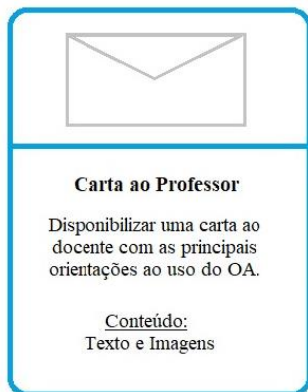 Carta ao Professor
Disponibilizar uma carta ao
docente com as principais
orientações ao uso do OA.
Conteúdo:
Texto e Imagens